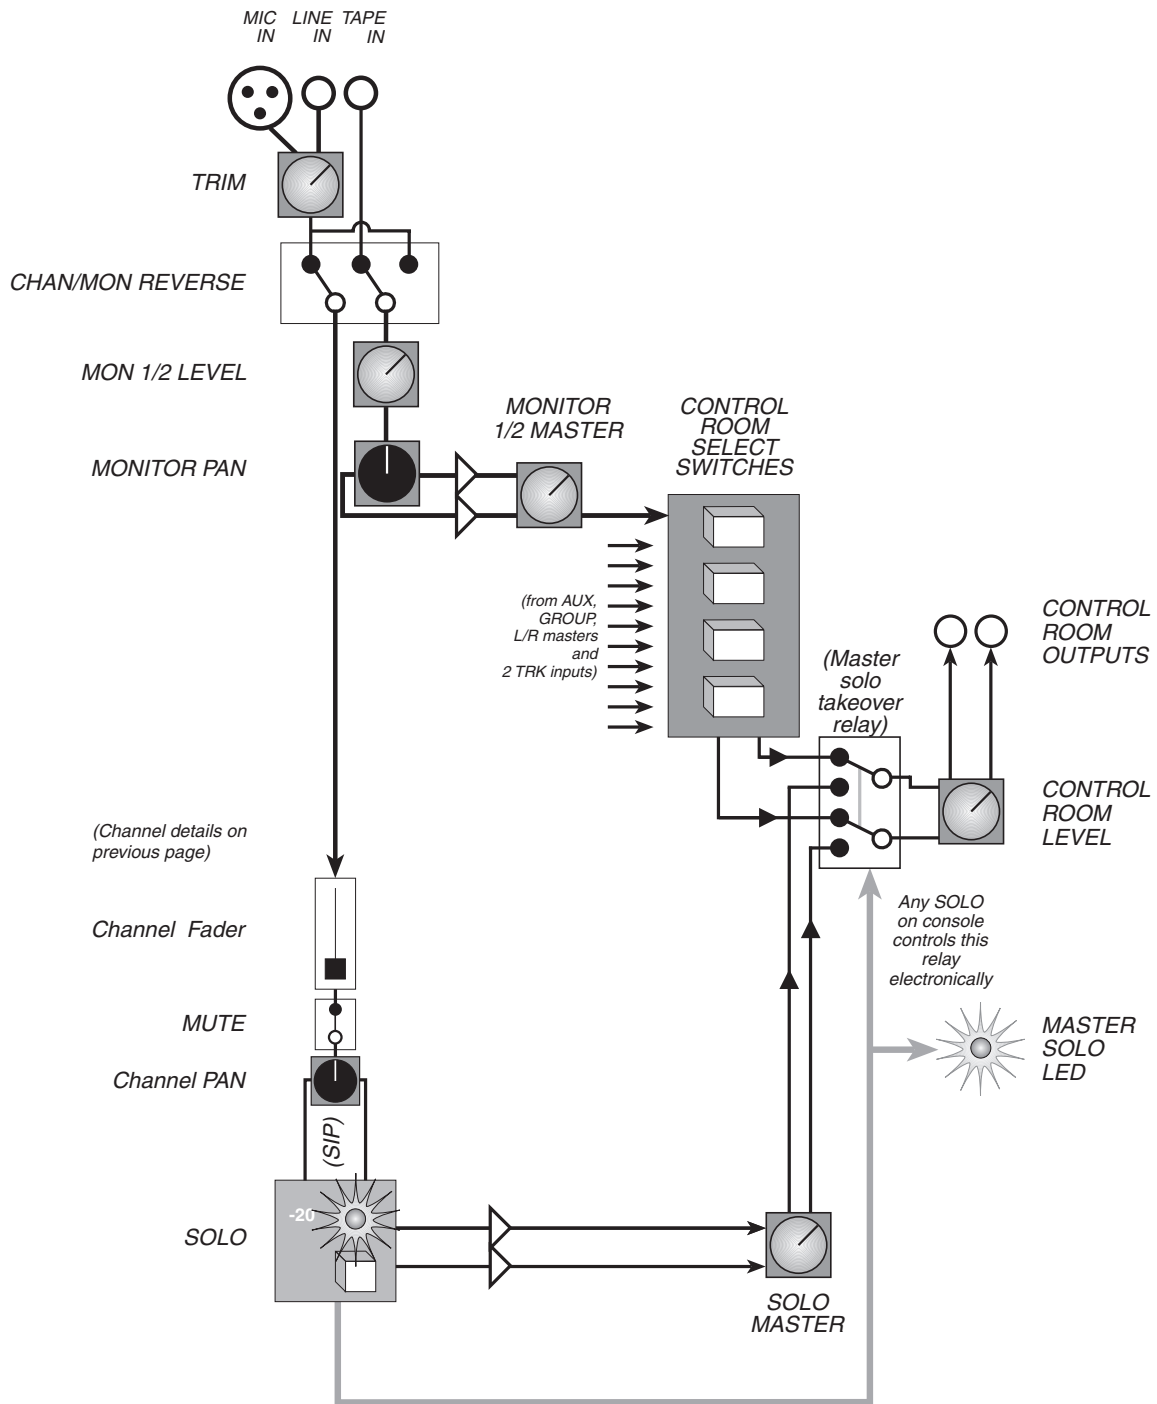 MIC
IN
LINE
IN
TAPE
IN
TRIM
CHAN/MON REVERSE
MON 1/2 LEVEL
MONITOR PAN
MONITOR
1/2 MASTER
CONTROL
ROOM
SELECT
SWITCHES
(from AUX,
GROUP,
L/R masters
and
2 TRK inputs)
(Master
solo
takeover
relay)
CONTROL
ROOM
OUTPUTS
CONTROL
ROOM
LEVEL
(Channel details on
previous page)
Channel Fader
Any SOLO
on console
controls this
relay
electronically
MUTE
MASTER
SOLO
LED
Channel PAN
(SIP)
-20
SOLO
SOLO
MASTER